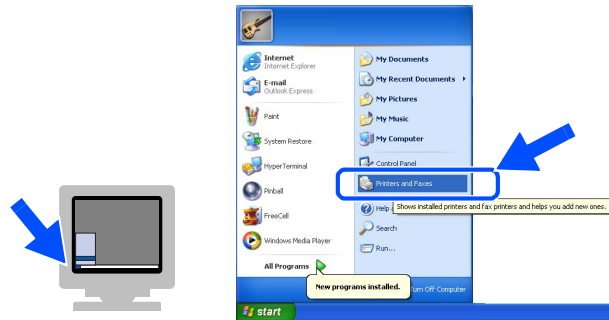 Internet
Internet Explorer
E-mail
Outlook Express
Paint
System Restore
HyperTerminal
Pinball
FreeCell
Windows Media Player
All Programs
My Documents
My Recent Documents
My Pictures
My Music
My Computer
Control Panel
Printers and Faxes
Help
Shows installed printers and fax printers and helps you add new ones.
Search
Run...
New programs installed.
Turn Off Computer
start